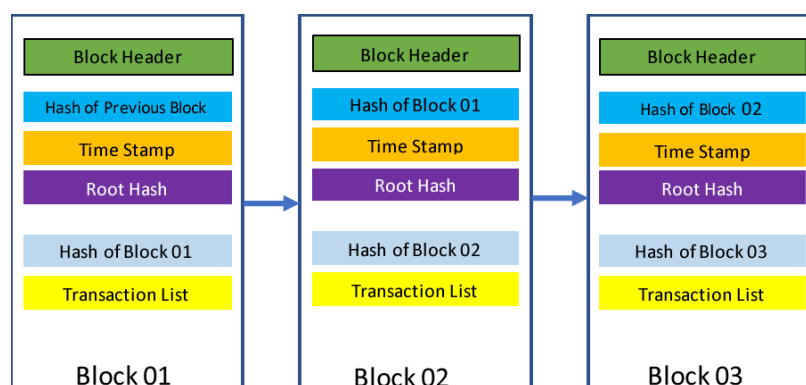 Block Header
Hash of Previous Block
Time Stamp
Root Hash
Hash of Block 01
Transaction List
Block 01
Block Header
Hash of Block 01
Time Stamp
Root Hash
Hash of Block 02
Transaction List
Block 02
Block Header
Hash of Block 02
Time Stamp
Root Hash
Hash of Block 03
Transaction List
Block 03